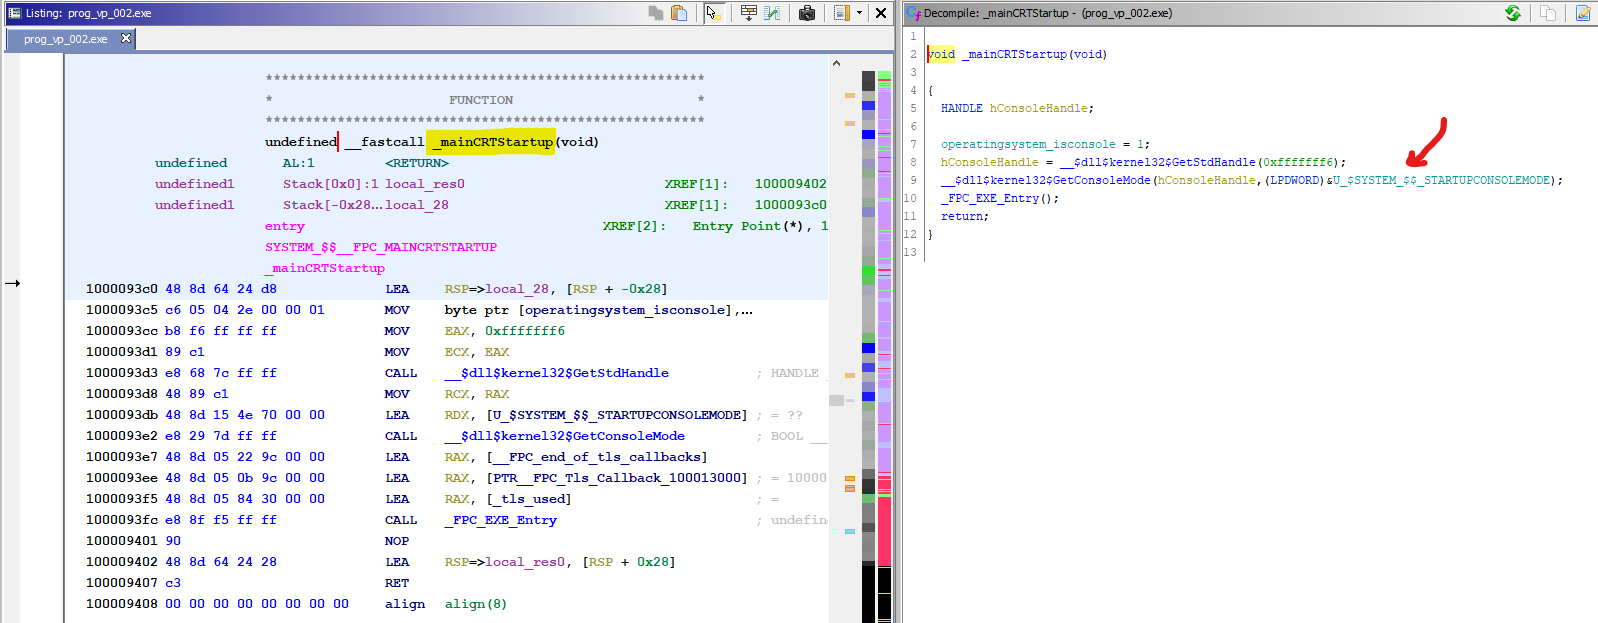 Listing: prog_vp_002.exe
prog_vp_002.exe
************************************************************
* FUNCTION *
************************************************************
undefined __fastcall _mainCRTStartup(void)
undefined AL:1 <RETURN>
undefined1 Stack[0x0]:1 local_res0 XREF[1]: 100009402
undefined1 Stack[-0x28... local_28 XREF[1]: 1000093c0
entry XREF[2]: Entry Point(*), 1
SYSTEM_$$__FPC_MAINCRTSTARTUP
_mainCRTStartup
1000093c0 48 8d 64 24 d8 LEA RSP=>local_28, [RSP + -0x28]
1000093c5 c6 05 04 2e 00 00 01 MOV byte ptr [operatingsystem_isconsole],...
1000093cc b8 f6 ff ff ff MOV EAX, 0xfffffff6
1000093d1 89 c1 MOV ECX, EAX
1000093d3 e8 68 7c ff ff CALL __$dll$kernel32$GetStdHandle ; HANDLE _
1000093d8 48 89 c1 MOV RCX, RAX
1000093db 48 8d 15 4e 70 00 00 LEA RDX, [U_$SYSTEM_$$_STARTUPCONSOLEMODE] ; = ??
1000093e2 e8 29 7d ff ff CALL __$dll$kernel32$GetConsoleMode ; BOOL __
1000093e7 48 8d 05 22 9c 00 00 LEA RAX, [__FPC_end_of_tls_callbacks]
1000093ee 48 8d 05 0b 9c 00 00 LEA RAX, [PTR__FPC_Tls_Callback_100013000] ; = 10000
1000093f5 48 8d 05 84 30 00 00 LEA RAX, [_tls_used] ; =
1000093fc e8 8f f5 ff ff CALL _FPC_EXE_Entry ; undefin
100009401 90 NOP
100009402 48 8d 64 24 28 LEA RSP=>local_res0, [RSP + 0x28]
100009407 c3 RET
100009408 00 00 00 00 00 00 00 00 align align(8)
Decompile: _mainCRTStartup - (prog_vp_002.exe)
1
2 void _mainCRTStartup(void)
3
4 {
5 HANDLE hConsoleHandle;
6
7 operatingsystem_isconsole = 1;
8 hConsoleHandle = __$dll$kernel32$GetStdHandle(0xfffffff6);
9 __$dll$kernel32$GetConsoleMode(hConsoleHandle,(LPDWORD)&U_$SYSTEM_$$_STARTUPCONSOLEMODE);
10 _FPC_EXE_Entry();
11 return;
12 }
13